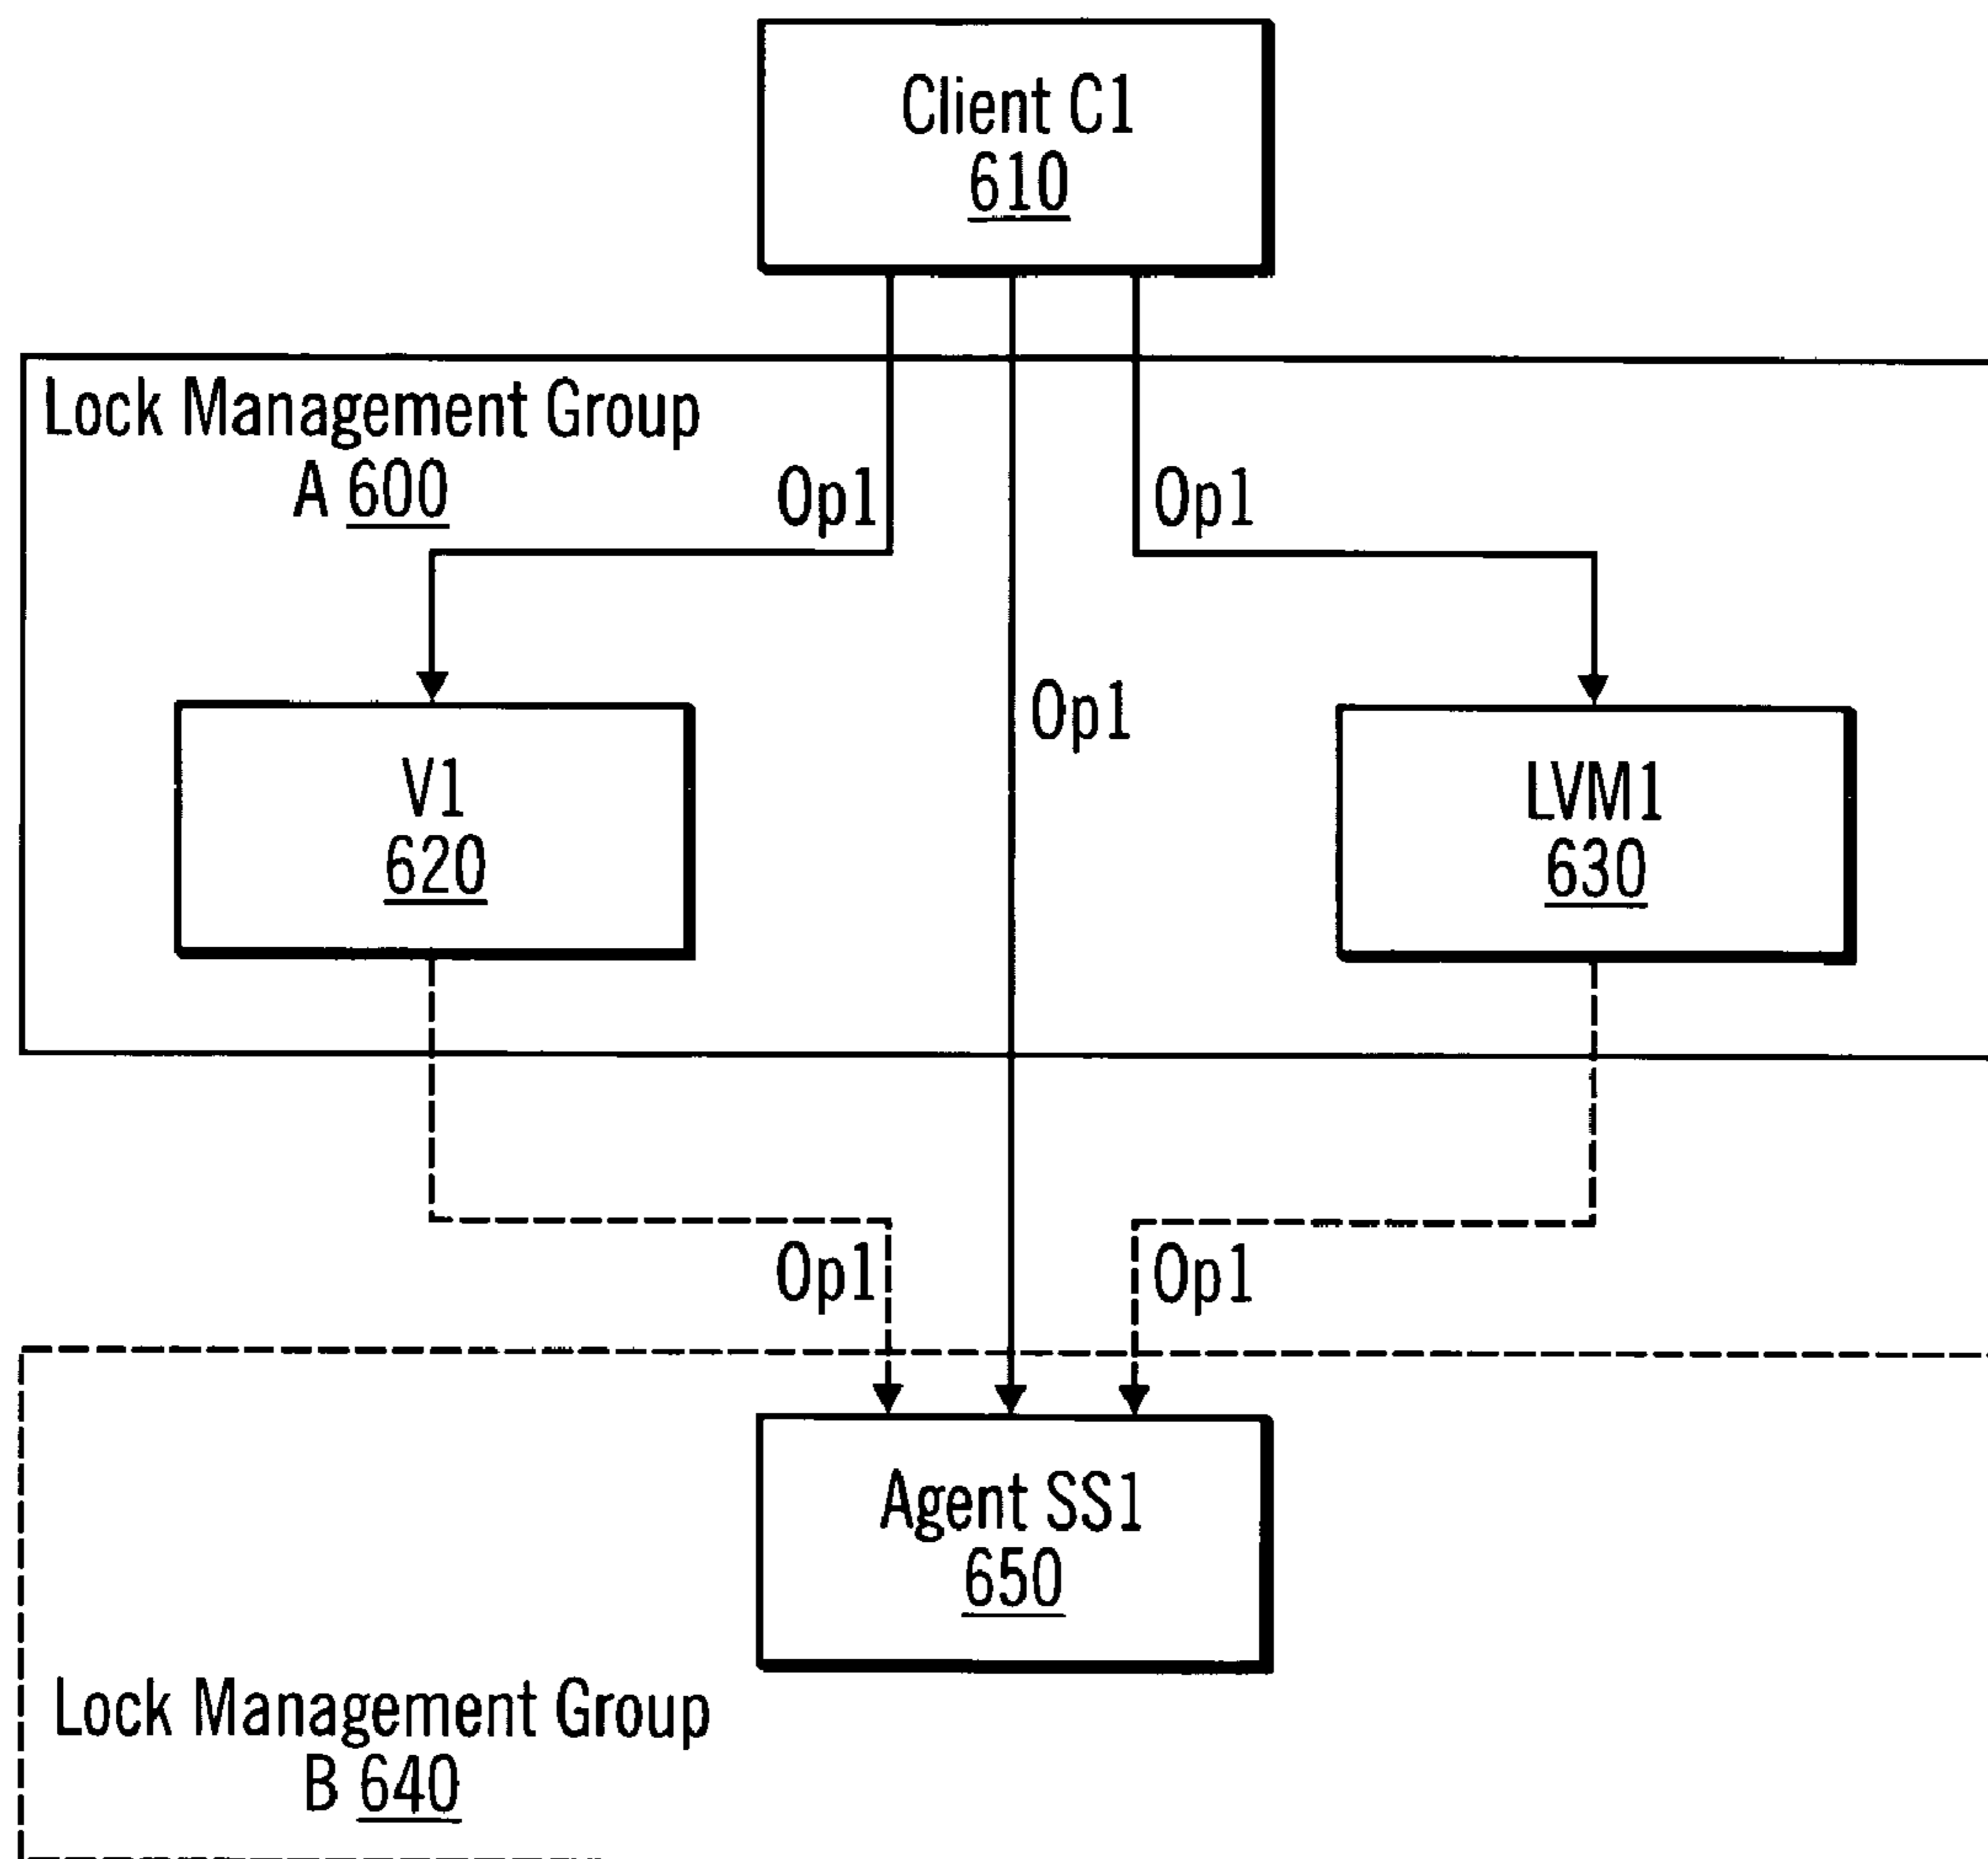 Client C1
610
Lock Management Group
A 600
Op1
Op1
Op1
V1
620
LVM1
630
Op1
Op1
Agent SS1
650
Lock Management Group
B 640